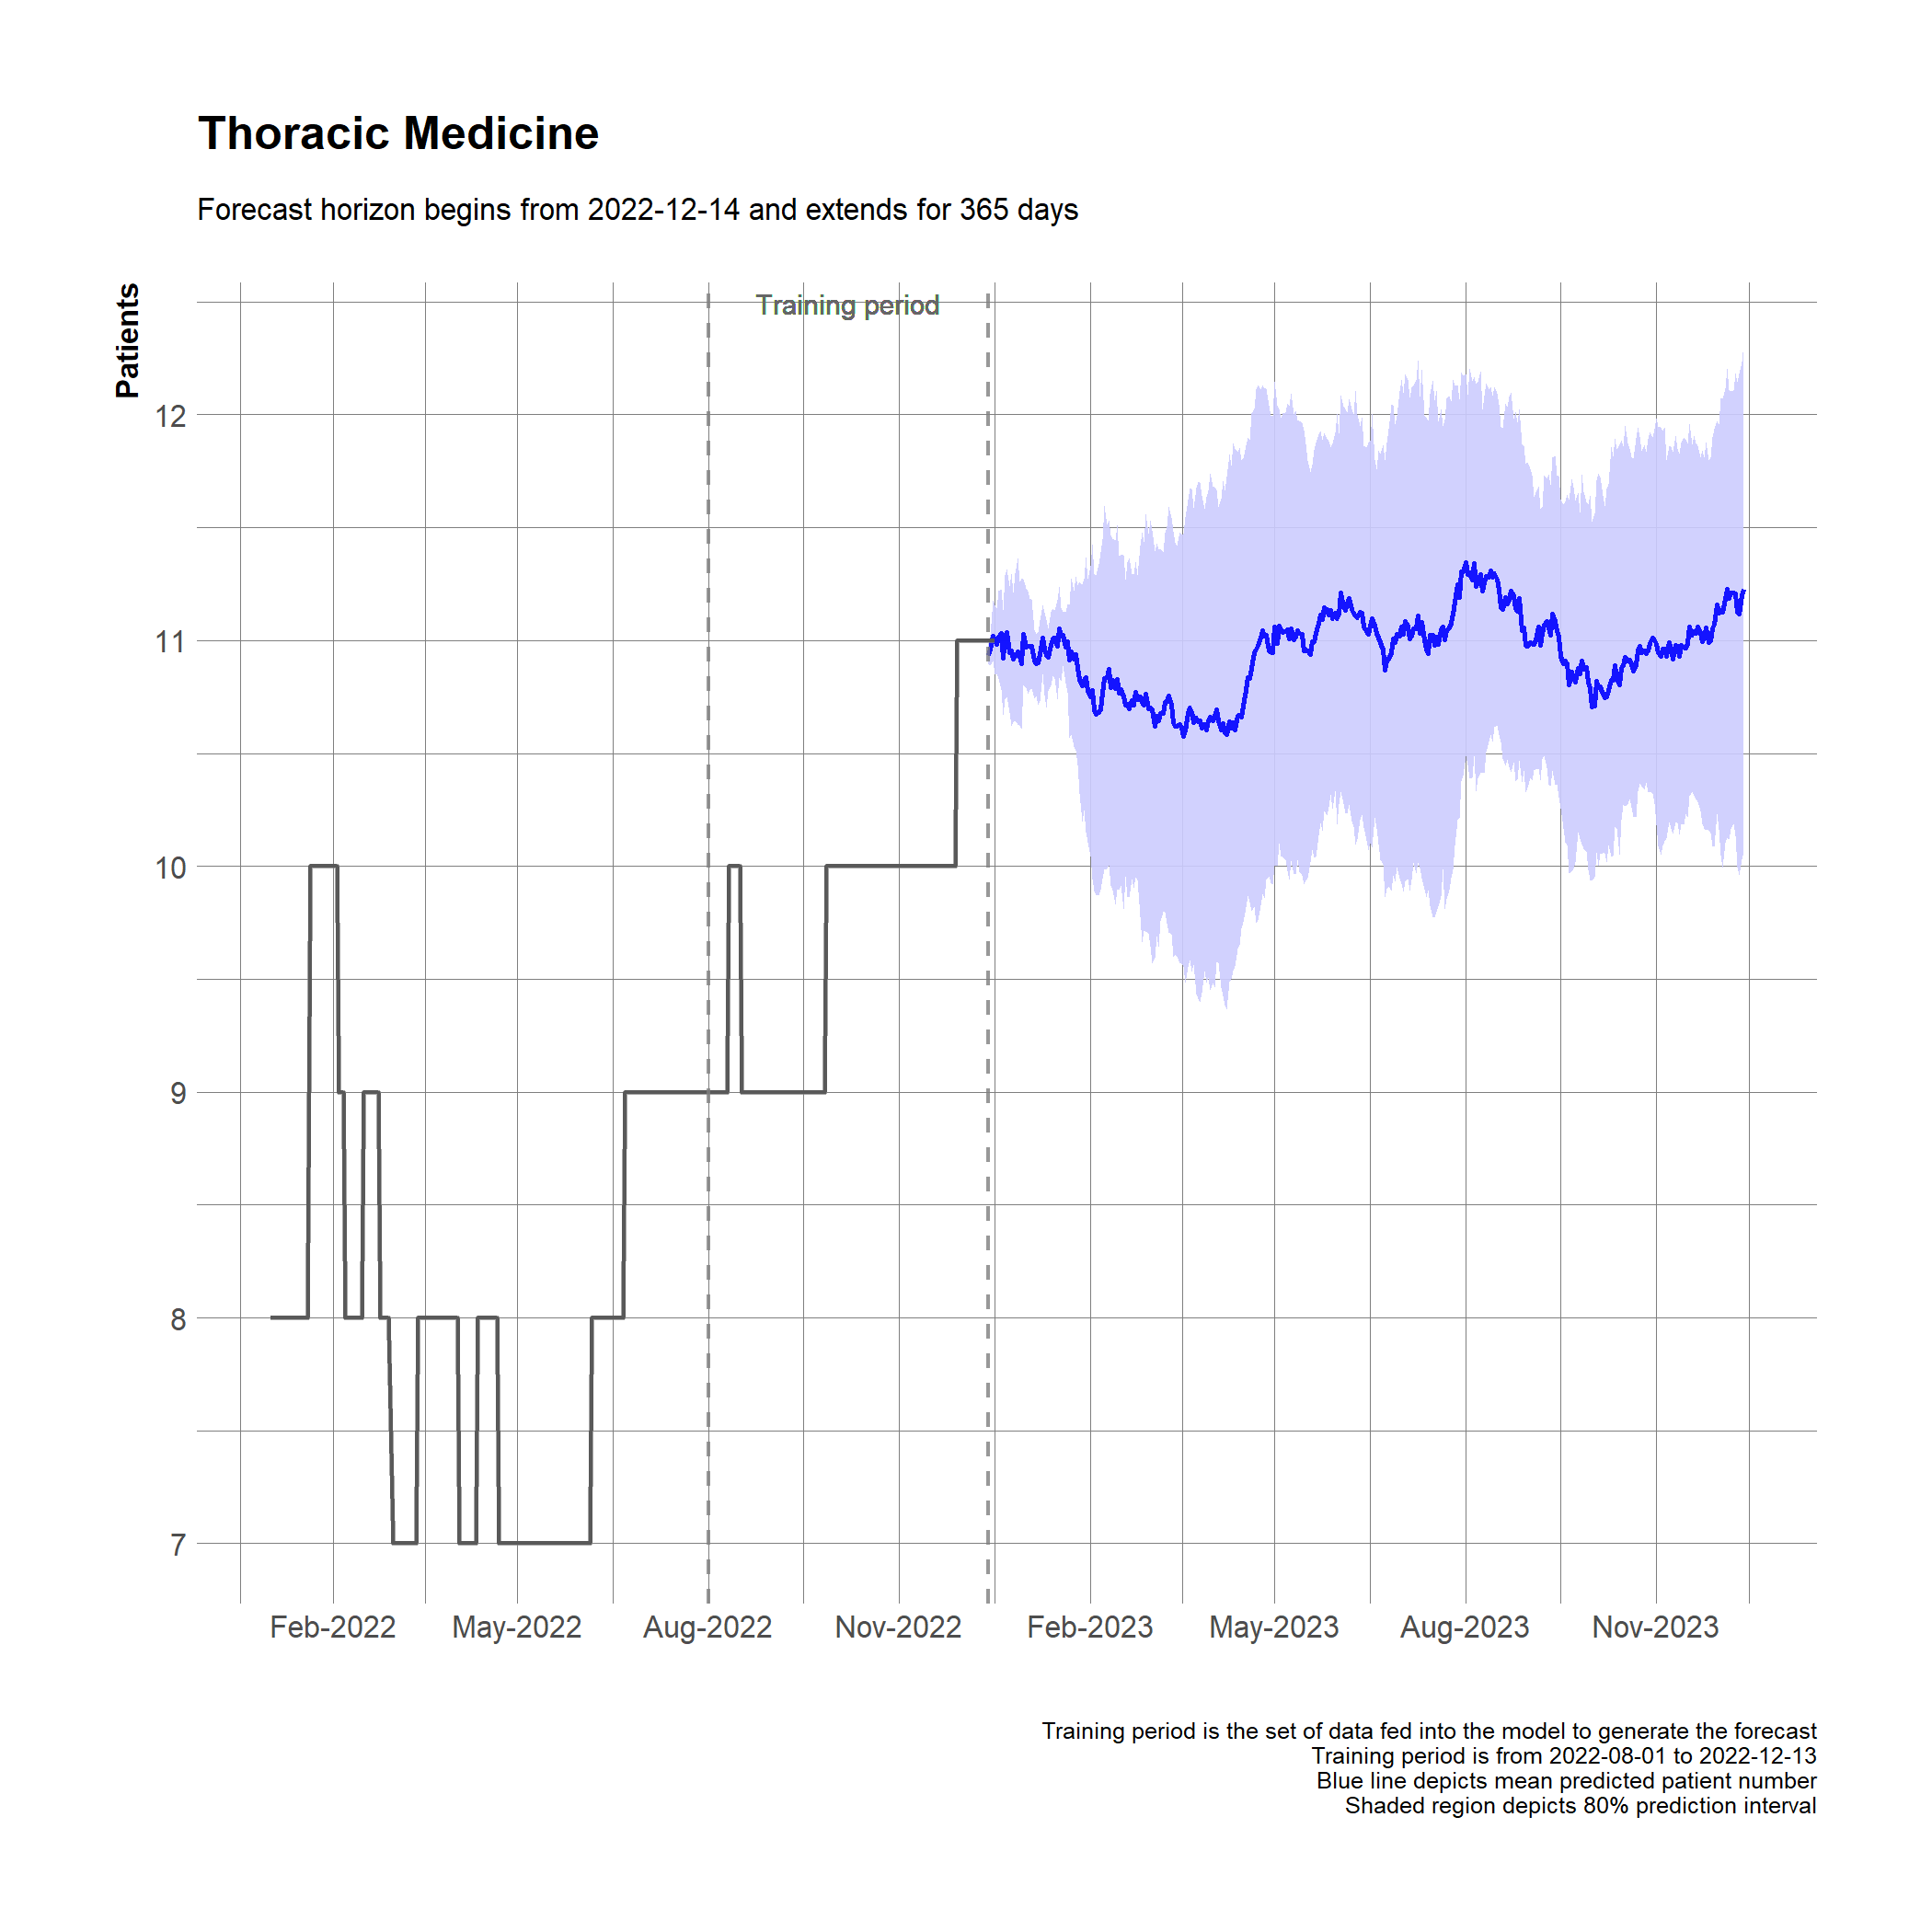 Thoracic Medicine
Forecast horizon begins from 2022-12-14 and extends for 365 days
Patients
Training period
12
11
10
9
8
7
Feb-2022 May-2022 Aug-2022 Nov-2022 Feb-2023 May-2023 Aug-2023 Nov-2023
Training period is the set of data fed into the model to generate the forecast
Training period is from 2022-08-01 to 2022-12-13
Blue line depicts mean predicted patient number
Shaded region depicts 80% prediction interval